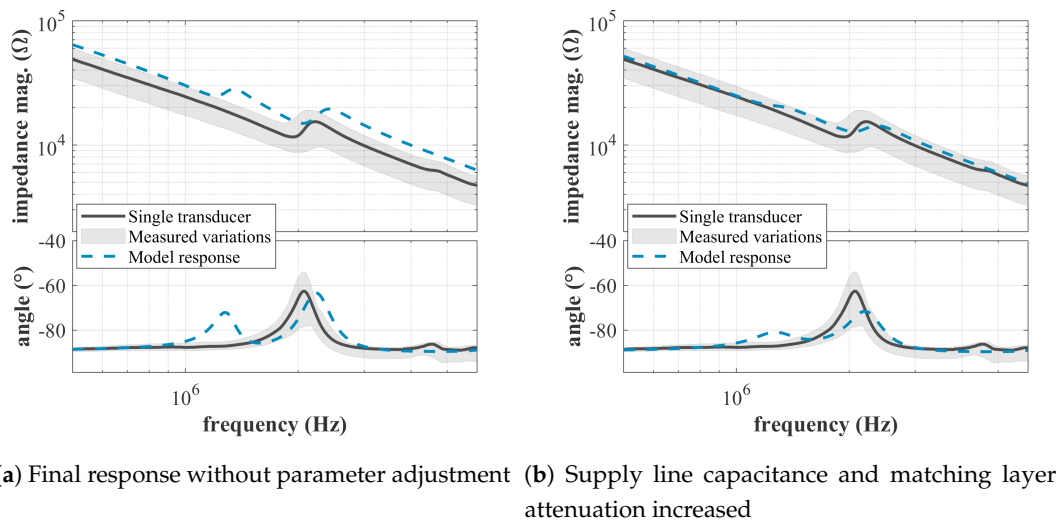 10^5
10^4
impedance mag. (Ω)
Single transducer
Measured variations
Model response
-40
-60
-80
angle (°)
10^6
frequency (Hz)
10^5
10^4
impedance mag. (Ω)
Single transducer
Measured variations
Model response
-40
-60
-80
angle (°)
10^6
frequency (Hz)
a) Final response without parameter adjustment
(b) Supply line capacitance and matching layer
attenuation increased